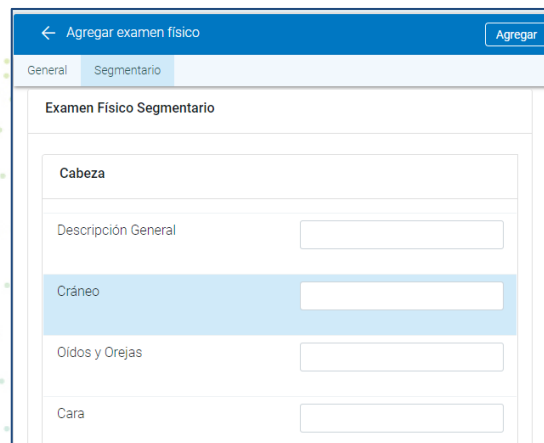 Agregar examen físico
Agregar
General
Segmentario
Examen Físico Segmentario
Cabeza
Descripción General
Cráneo
Oídos y Orejas
Cara